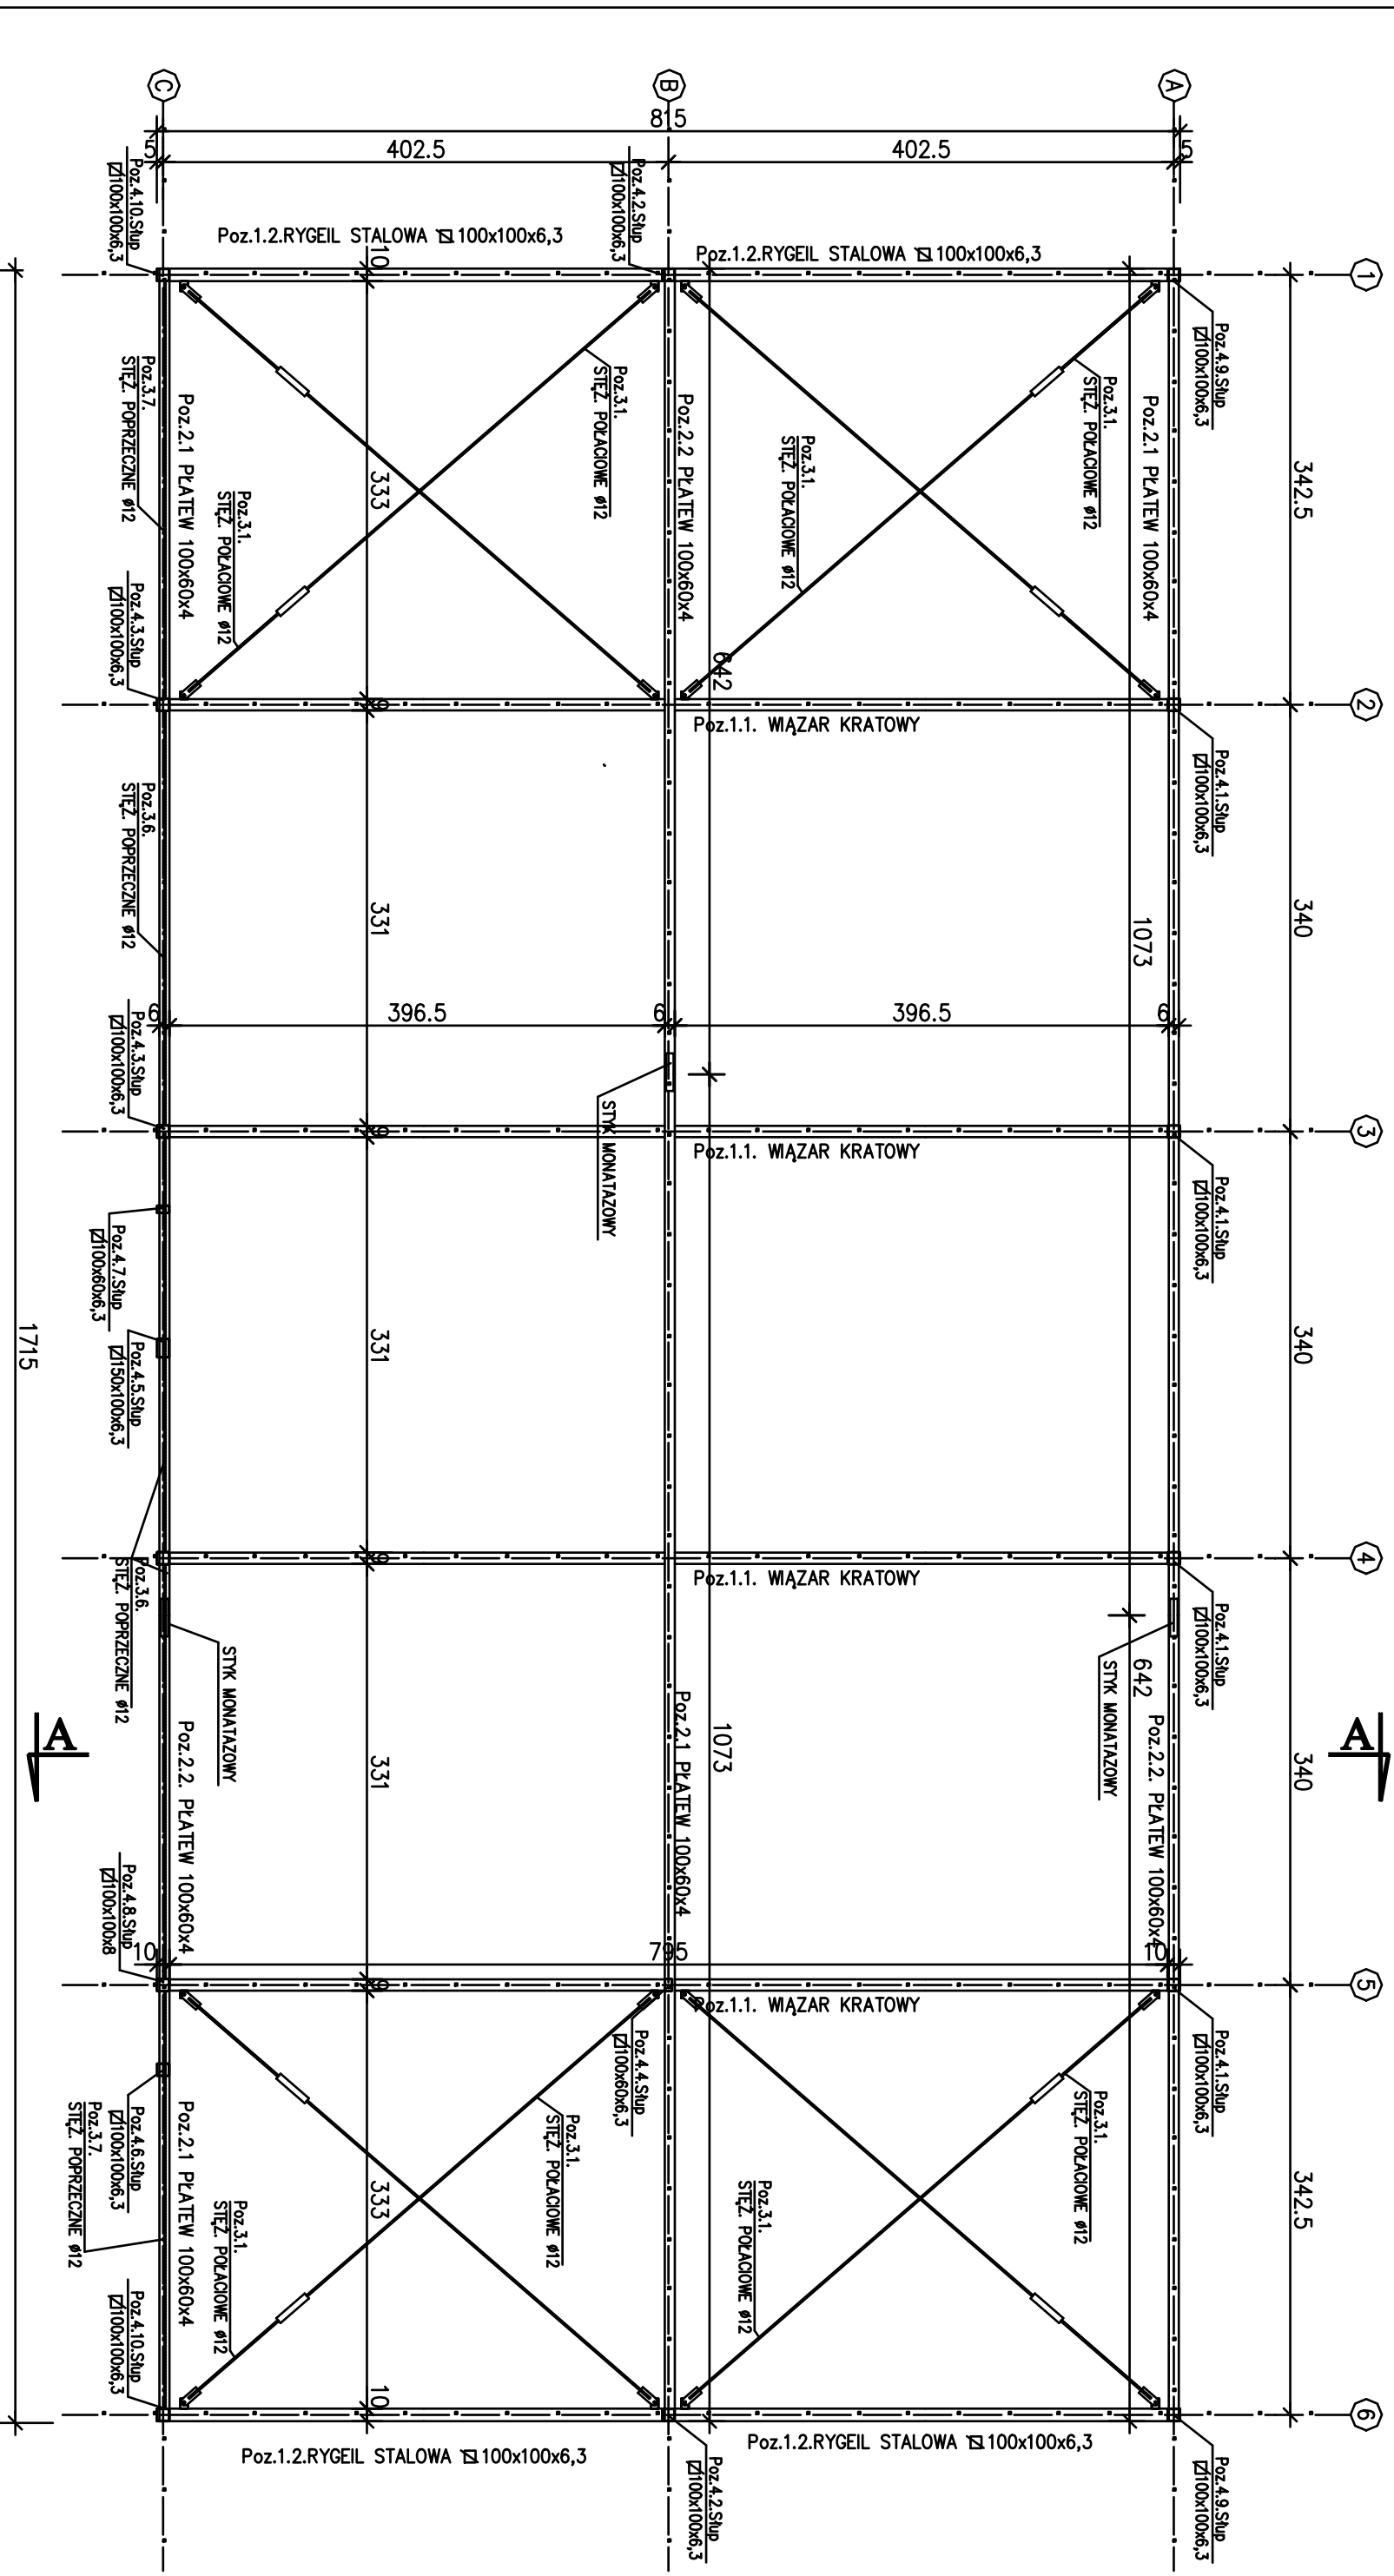 C
B
A
815
5
402.5
402.5
5
Poz.4.10.Słup
100x100x6,3
Poz.4.2.Słup
100x100x6,3
Poz.1.2.RYGEIL STALOWA 100x100x6,3
Poz.1.2.RYGEIL STALOWA 100x100x6,3
10
1
Poz.4.9.Słup
100x100x6,3
342.5
Poz.3.7.
STĘŻ. POPRZECZNE ø12
Poz.2.1 PŁATEW 100x60x4
Poz.3.1.
STĘŻ. POŁACIOWE ø12
333
Poz.3.1.
STĘŻ. POŁACIOWE ø12
Poz.2.2 PŁATEW 100x60x4
Poz.3.1.
STĘŻ. POŁACIOWE ø12
Poz.3.1.
STĘŻ. POŁACIOWE ø12
Poz.2.1 PŁATEW 100x60x4
Poz.4.3.Słup
100x100x6,3
642
9
2
Poz.1.1. WIĄZAR KRATOWY
Poz.4.1.Słup
100x100x6,3
Poz.3.6.
STĘŻ. POPRZECZNE ø12
331
1073
340
6
396.5
6
396.5
6
Poz.4.3.Słup
100x100x6,3
STYK MONATAZOWY
9
3
Poz.1.1. WIĄZAR KRATOWY
Poz.4.1.Słup
100x100x6,3
Poz.4.7.Słup
100x60x6,3
Poz.4.5.Słup
150x100x6,3
1715
331
340
9
4
Poz.1.1. WIĄZAR KRATOWY
Poz.3.6.
STĘŻ. POPRZECZNE ø12
STYK MONATAZOWY
Poz.4.1.Słup
100x100x6,3
642
STYK MONATAZOWY
A
A
Poz.2.2. PŁATEW 100x60x4
331
Poz.2.1 PŁATEW 100x60x4
1073
Poz.2.2. PŁATEW 100x60x4
340
Poz.4.8.Słup
100x100x8
10
795
10
9
5
Poz.1.1. WIĄZAR KRATOWY
Poz.4.4.Słup
100x60x6,3
Poz.4.1.Słup
100x100x6,3
Poz.3.7.
STĘŻ. POPRZECZNE ø12
Poz.4.6.Słup
100x100x6,3
Poz.2.1 PŁATEW 100x60x4
Poz.3.1.
STĘŻ. POŁACIOWE ø12
333
Poz.3.1.
STĘŻ. POŁACIOWE ø12
Poz.3.1.
STĘŻ. POŁACIOWE ø12
Poz.3.1.
STĘŻ. POŁACIOWE ø12
342.5
Poz.4.10.Słup
100x100x6,3
10
6
Poz.1.2.RYGEIL STALOWA 100x100x6,3
Poz.1.2.RYGEIL STALOWA 100x100x6,3
Poz.4.2.Słup
100x100x6,3
Poz.4.9.Słup
100x100x6,3